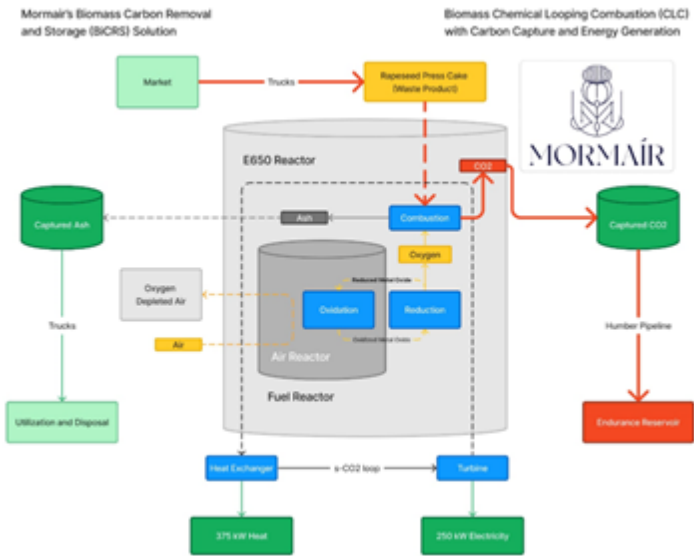 Mormair's Biomass Carbon Removal
and Storage (BiCRS) Solution
Biomass Chemical Looping Combustion (CLC)
with Carbon Capture and Energy Generation
Market
Trucks
Rapeseed Press Cake
(Waste Product)
MORMAÍR
E650 Reactor
CO2
Captured Ash
Ash
Combustion
Captured CO2
Oxygen
Oxygen
Depleted Air
Reduced Metal Oxide
Oxidation
Reduction
Oxidized Metal Oxide
Trucks
Humber Pipeline
Air
Air Reactor
Fuel Reactor
Utilization and Disposal
Endurance Reservoir
Heat Exchanger
s-CO2 loop
Turbine
375 kW Heat
250 kW Electricity